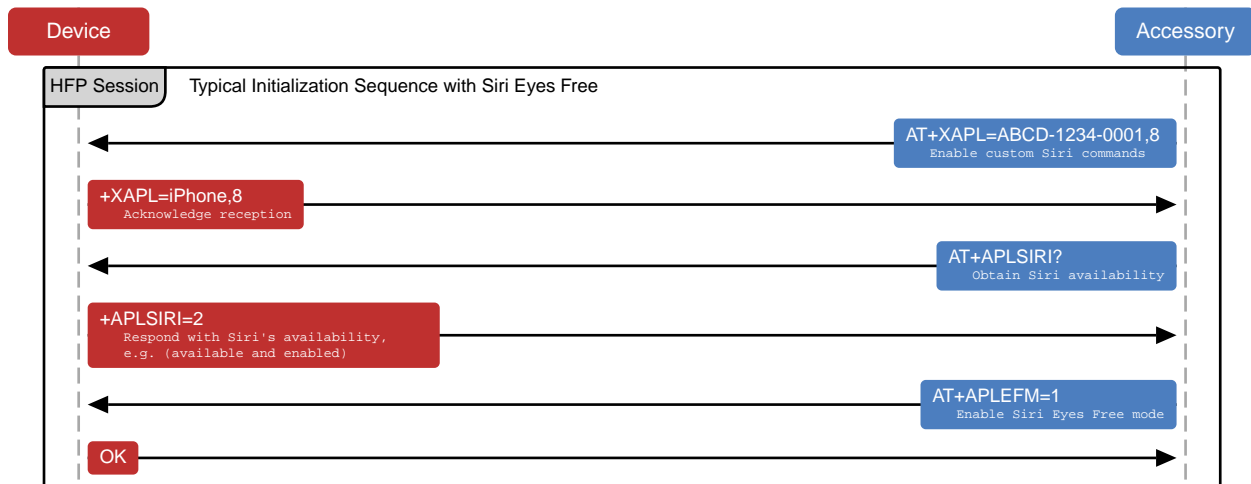 Device
Accessory
HFP Session
Typical Initialization Sequence with Siri Eyes Free
AT+XAPL=ABCD-1234-0001,8
Enable custom Siri commands
+XAPL=iPhone,8
Acknowledge reception
AT+APLSIRI?
Obtain Siri availability
+APLSIRI=2
Respond with Siri's availability,
e.g. (available and enabled)
AT+APLEFM=1
Enable Siri Eyes Free mode
OK